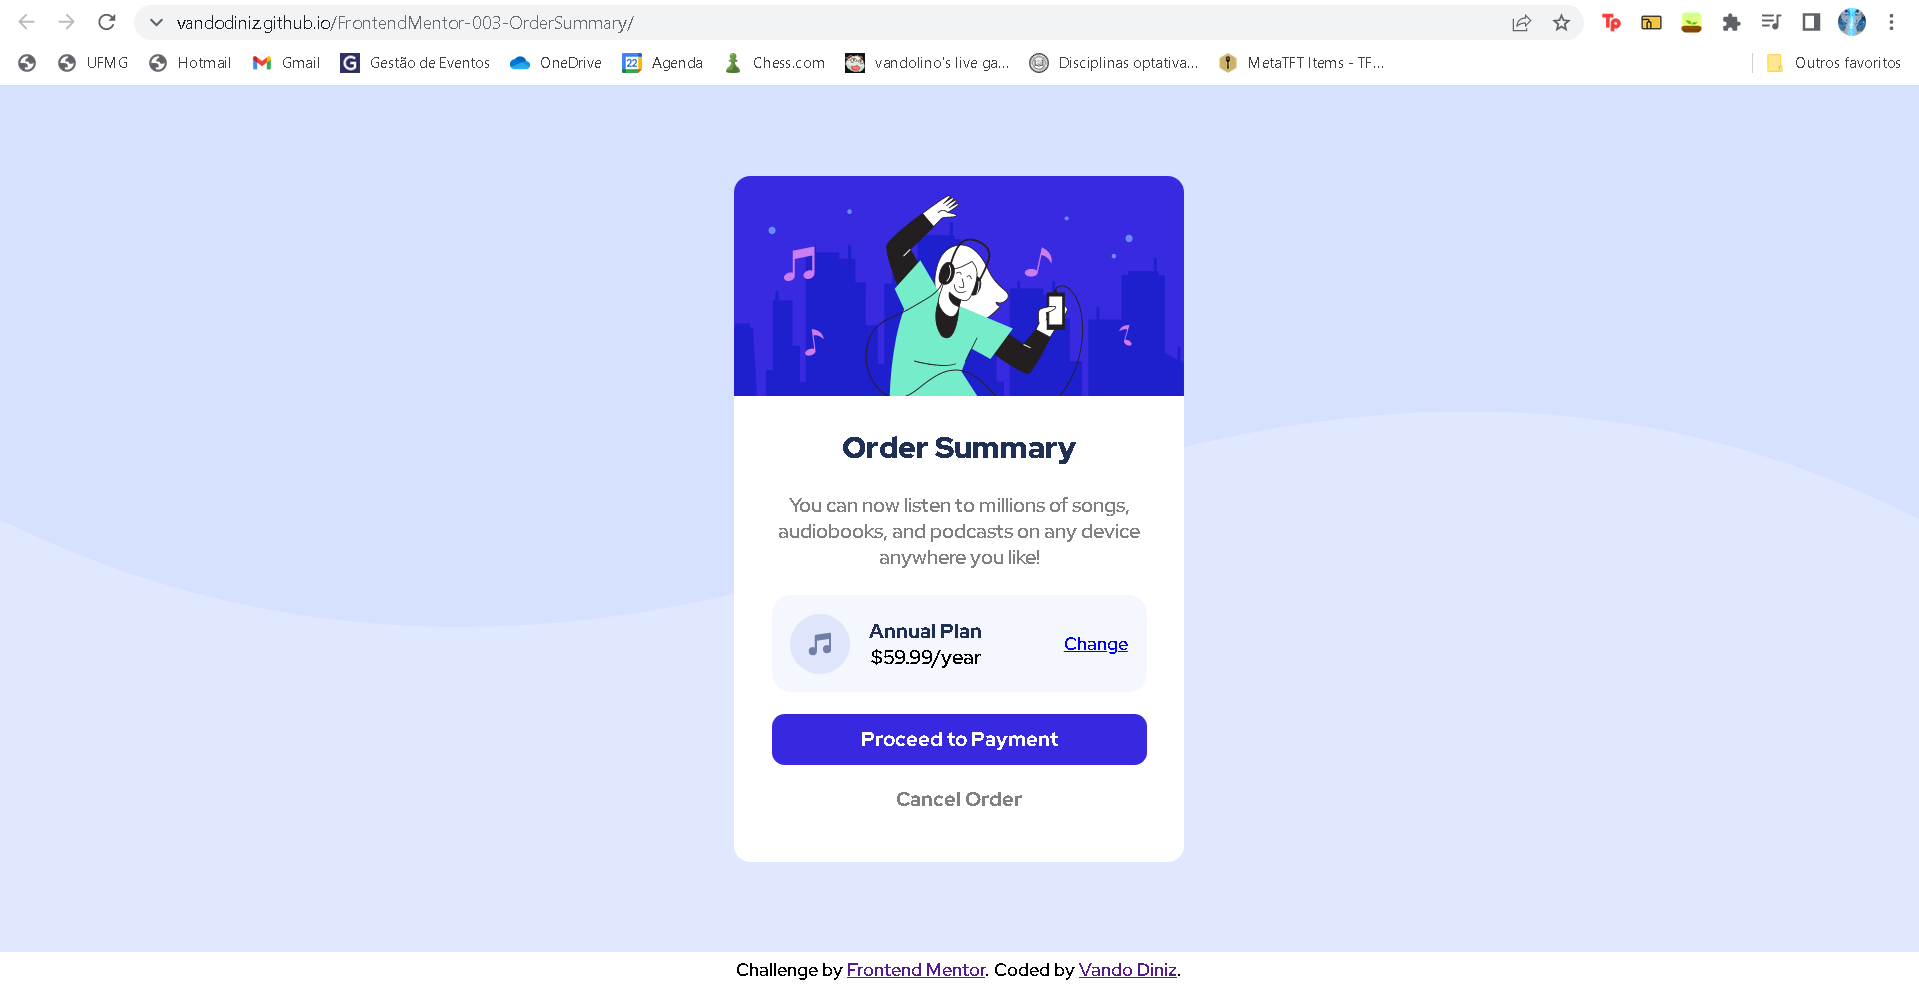 vandodiniz.github.io/FrontendMentor-003-OrderSummary/
Tp
UFMG Hotmail Gmail G Gestão de Eventos OneDrive 22 Agenda Chess.com vandolino's live ga... Disciplinas optativa... MetaTFT Items - TF... Outros favoritos
Order Summary
You can now listen to millions of songs,
audiobooks, and podcasts on any device
anywhere you like!
Annual Plan
$59.99/year
Change
Proceed to Payment
Cancel Order
Challenge by Frontend Mentor. Coded by Vando Diniz.